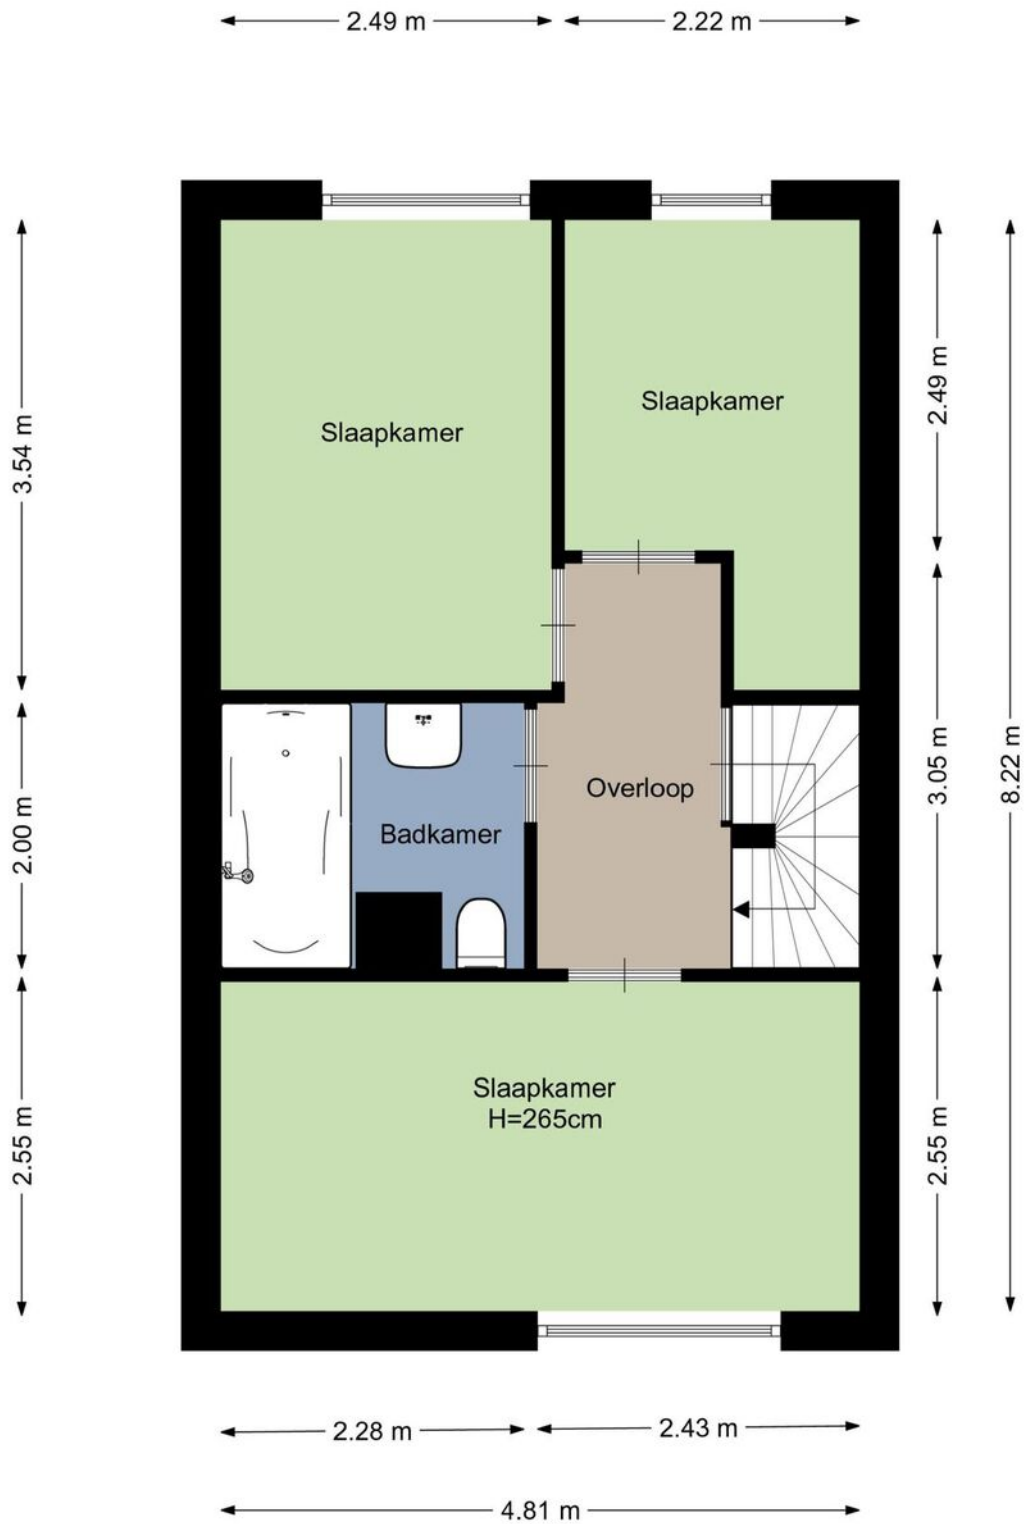 2.49 m
2.22 m
3.54 m
2.00 m
2.55 m
Slaapkamer
Slaapkamer
Overloop
Badkamer
Slaapkamer
H=265cm
2.49 m
3.05 m
2.55 m
8.22 m
2.28 m
2.43 m
4.81 m